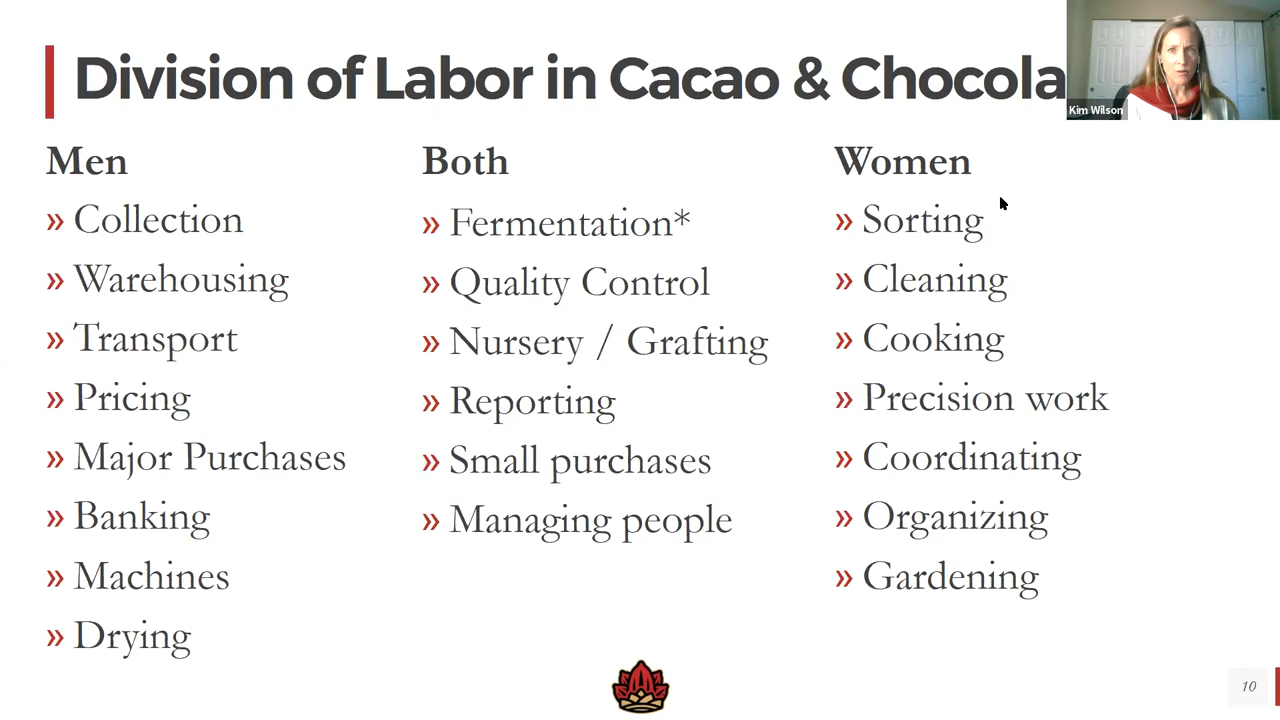 Division of Labor in Cacao & Chocola
Kim Wilson
Men
» Collection
» Warehousing
» Transport
» Pricing
» Major Purchases
» Banking
» Machines
» Drying
Both
» Fermentation*
» Quality Control
» Nursery / Grafting
» Reporting
» Small purchases
» Managing people
Women
» Sorting
» Cleaning
» Cooking
» Precision work
» Coordinating
» Organizing
» Gardening
10